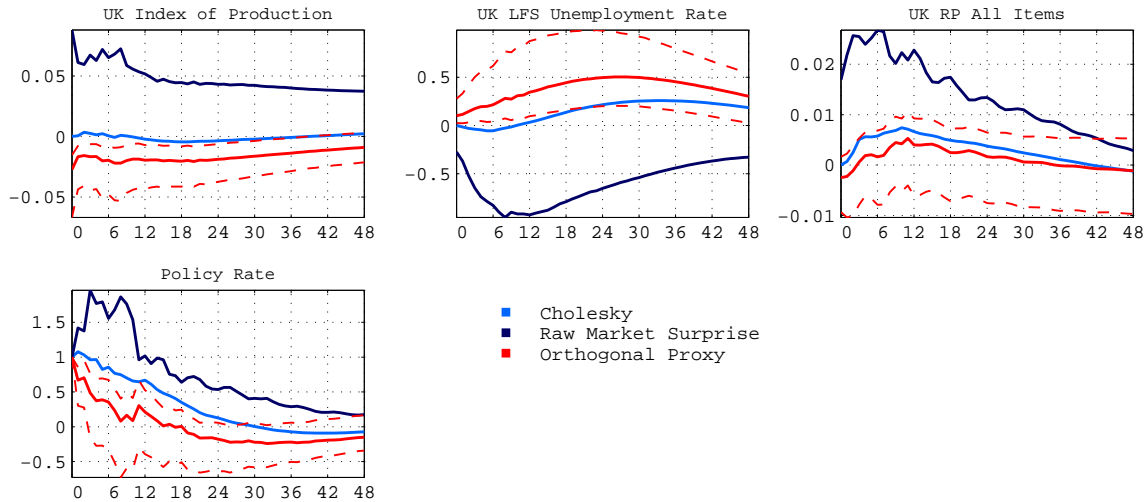 UK Index of Production
0.05
0
−0.05
0 6 12 18 24 30 36 42 48
UK LFS Unemployment Rate
0.5
−0.5
0 6 12 18 24 30 36 42 48
UK RP All Items
0.02
0.01
0
−0.01
0 6 12 18 24 30 36 42 48
Policy Rate
1.5
1
0.5
0
−0.5
0 6 12 18 24 30 36 42 48
Cholesky
Raw Market Surprise
Orthogonal Proxy